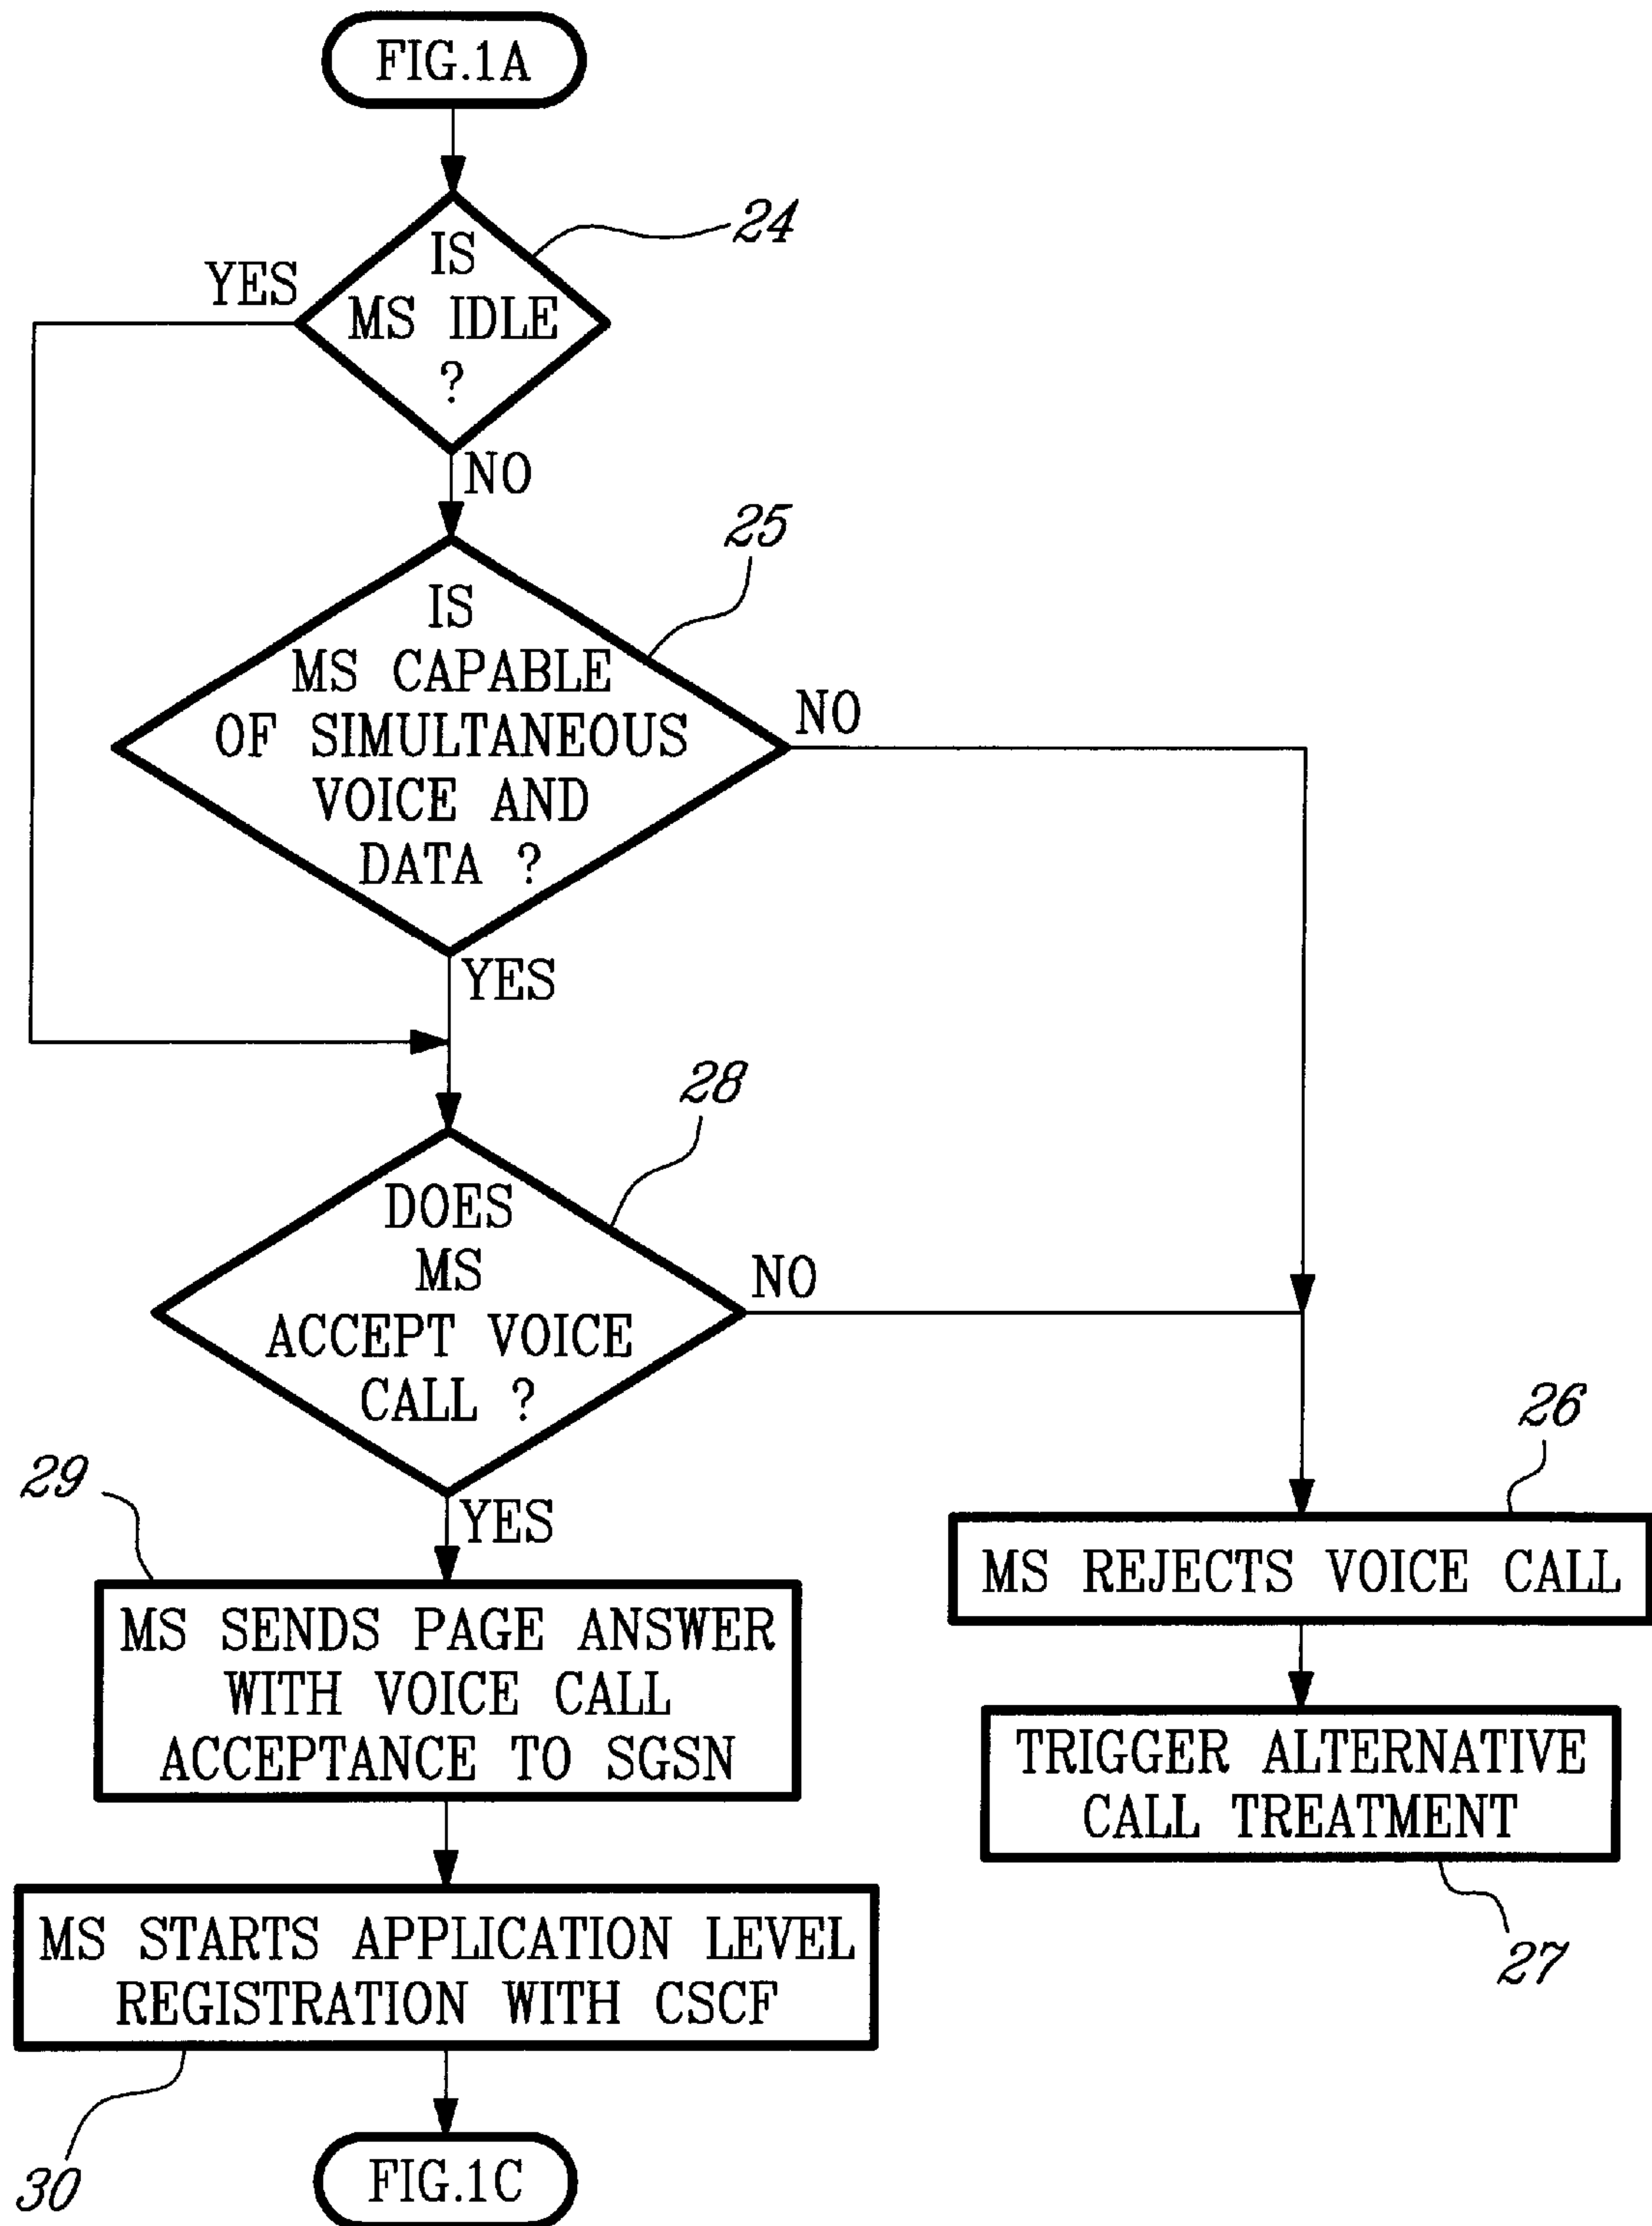 FIG.1A
24
IS
MS IDLE
?
YES
NO
25
IS
MS CAPABLE
OF SIMULTANEOUS
VOICE AND
DATA ?
NO
YES
28
DOES
MS
ACCEPT VOICE
CALL ?
NO
YES
29
MS SENDS PAGE ANSWER
WITH VOICE CALL
ACCEPTANCE TO SGSN
26
MS REJECTS VOICE CALL
TRIGGER ALTERNATIVE
CALL TREATMENT
27
MS STARTS APPLICATION LEVEL
REGISTRATION WITH CSCF
30
FIG.1C